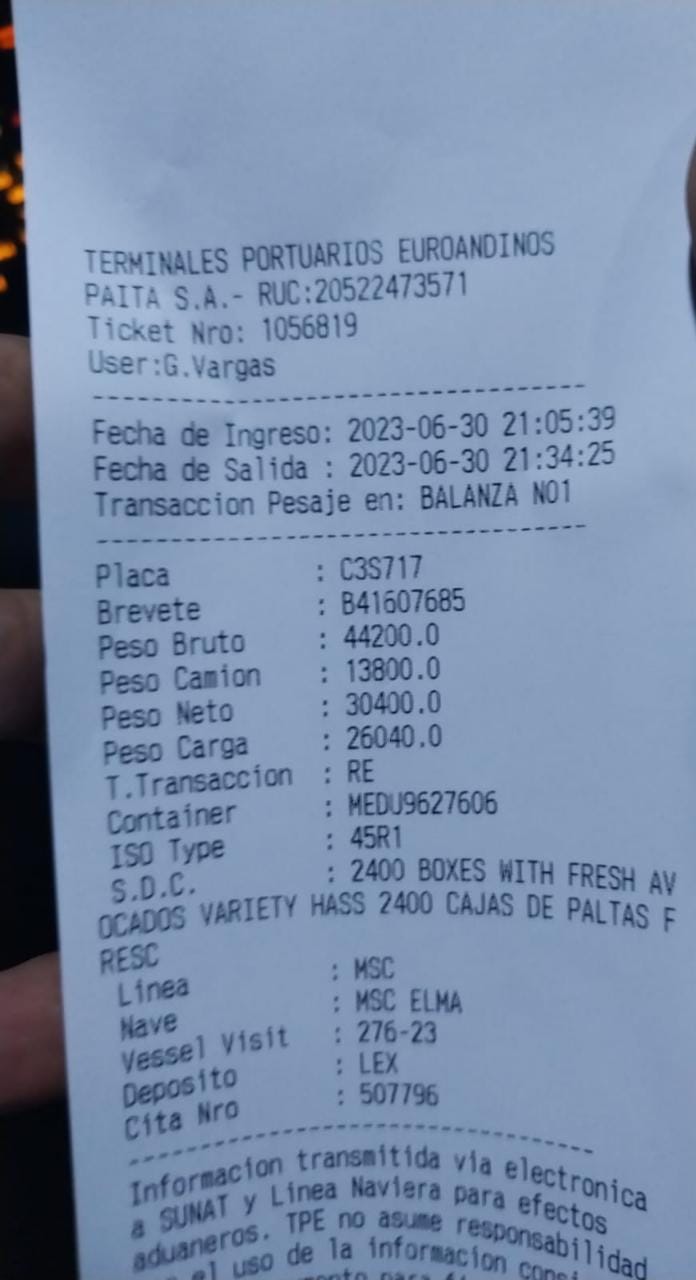 TERMINALES PORTUARIOS EUROANDINOS
PAITA S.A.- RUC:20522473571
Ticket Nro: 1056819
User:G.Vargas
Fecha de Ingreso: 2023-06-30 21:05:39
Fecha de Salida : 2023-06-30 21:34:25
Transaccion Pesaje en: BALANZA NO1
Placa : C3S717
Brevete : B41607685
Peso Bruto : 44200.0
Peso Camion : 13800.0
Peso Neto : 30400.0
Peso Carga : 26040.0
T.Transaccion : RE
Container : MEDU9627606
ISO Type : 45R1
S.D.C. : 2400 BOXES WITH FRESH AV
OCADOS VARIETY HASS 2400 CAJAS DE PALTAS F
RESC
Linea : MSC
Nave : MSC ELMA
Vessel Visit : 276-23
Deposito : LEX
Cita Nro : 507796
Informacion transmitida via electronica
a SUNAT y Linea Naviera para efectos
aduaneros. TPE no asume responsabilidad
el uso de la informacion
para